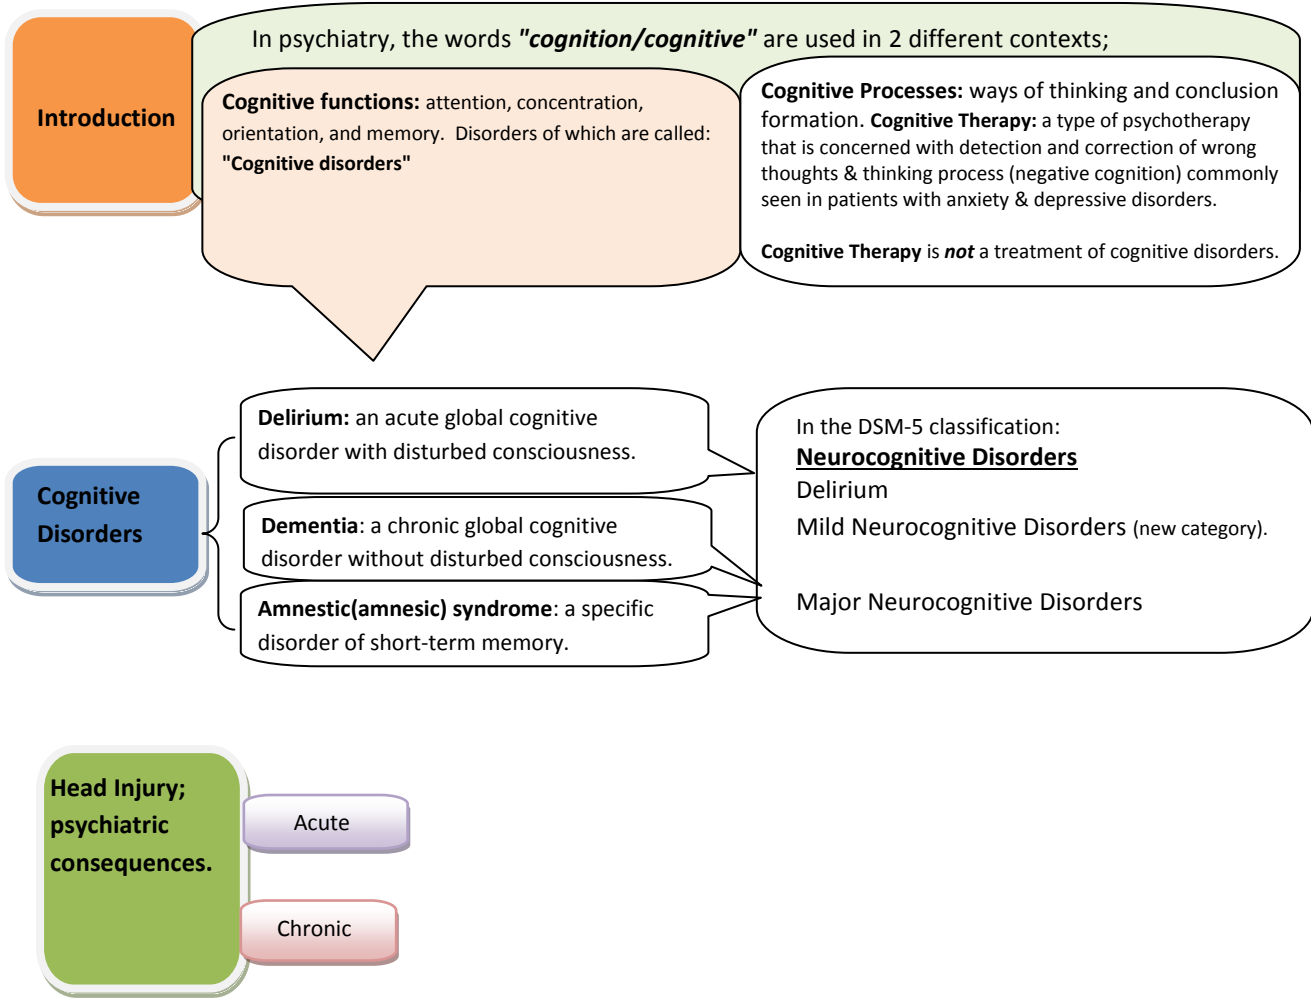 In psychiatry, the words "cognition/cognitive" are used in 2 different contexts;
Introduction
Cognitive functions: attention, concentration,
orientation, and memory.  Disorders of which are called:
"Cognitive disorders"
Cognitive Processes: ways of thinking and conclusion
formation. Cognitive Therapy: a type of psychotherapy
that is concerned with detection and correction of wrong
thoughts & thinking process (negative cognition) commonly
seen in patients with anxiety & depressive disorders.
Cognitive Therapy is not a treatment of cognitive disorders.
Cognitive
Disorders
Delirium: an acute global cognitive
disorder with disturbed consciousness.
Dementia: a chronic global cognitive
disorder without disturbed consciousness.
Amnestic(amnesic) syndrome: a specific
disorder of short-term memory.
In the DSM-5 classification:
Neurocognitive Disorders
Delirium
Mild Neurocognitive Disorders (new category).
Major Neurocognitive Disorders
Head Injury;
psychiatric
consequences.
Acute
Chronic